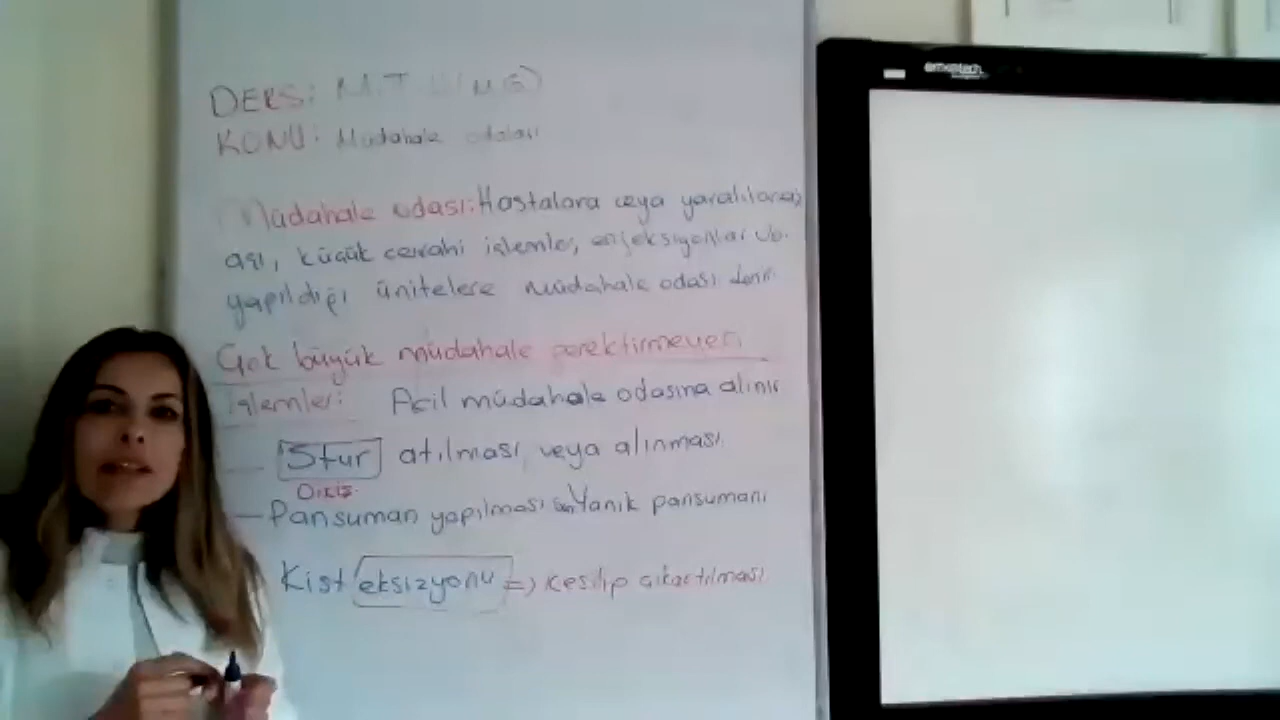 DERS: M.T
KONU: Müdahale odaları
Müdahale odası: Hastalara veya yaralılara
aşı, küçük cerrahi işlemler, enjeksiyonlar vb.
yapıldığı ünitelere müdahale odası denir.
Çok büyük müdahale gerektirmeyen
işlemler: Acil müdahale odasına alınır
Stur atılması veya alınması.
Dikiş
- Pansuman yapılması Yanık pansumanı
Kist eksizyonu => kesilip çıkartılması